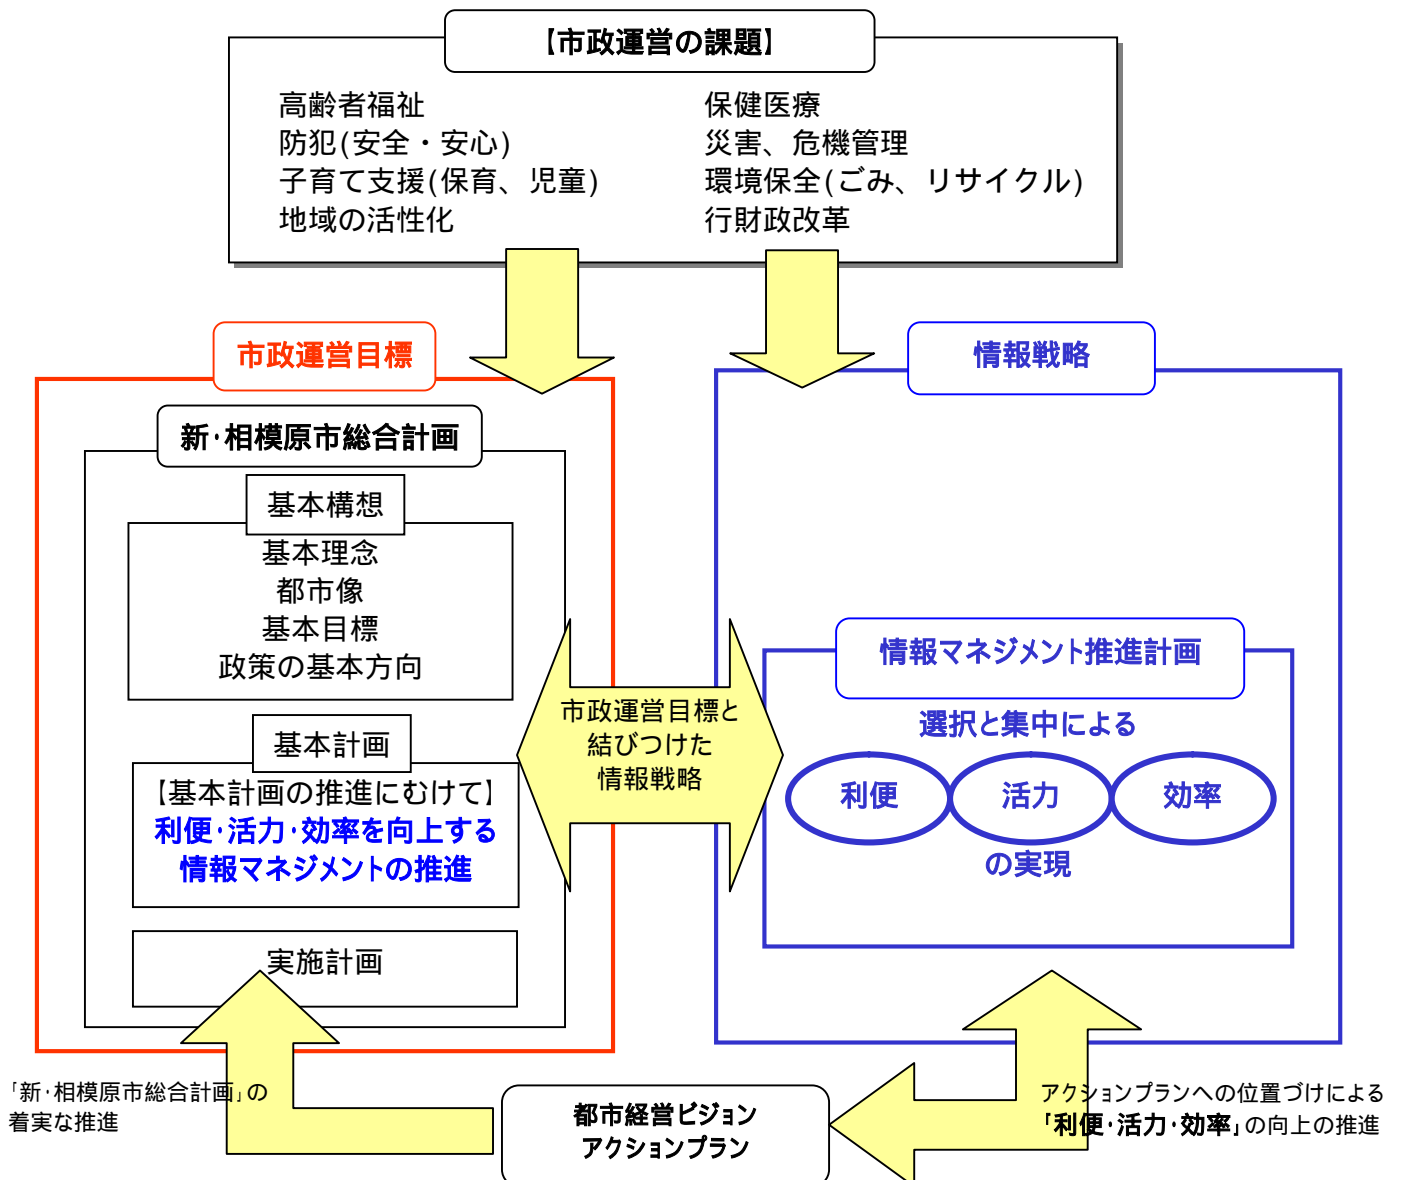 【市政運営の課題】
高齢者福祉
防犯(安全・安心)
子育て支援(保育、児童)
地域の活性化
保健医療
災害、危機管理
環境保全(ごみ、リサイクル)
行財政改革
市政運営目標
新・相模原市総合計画
基本構想
基本理念
都市像
基本目標
政策の基本方向
基本計画
【基本計画の推進にむけて】
利便・活力・効率を向上する
情報マネジメントの推進
実施計画
市政運営目標と
結びつけた
情報戦略
情報戦略
情報マネジメント推進計画
選択と集中による
利便
活力
効率
の実現
「新・相模原市総合計画」の
着実な推進
都市経営ビジョン
アクションプラン
アクションプランへの位置づけによる
「利便・活力・効率」の向上の推進